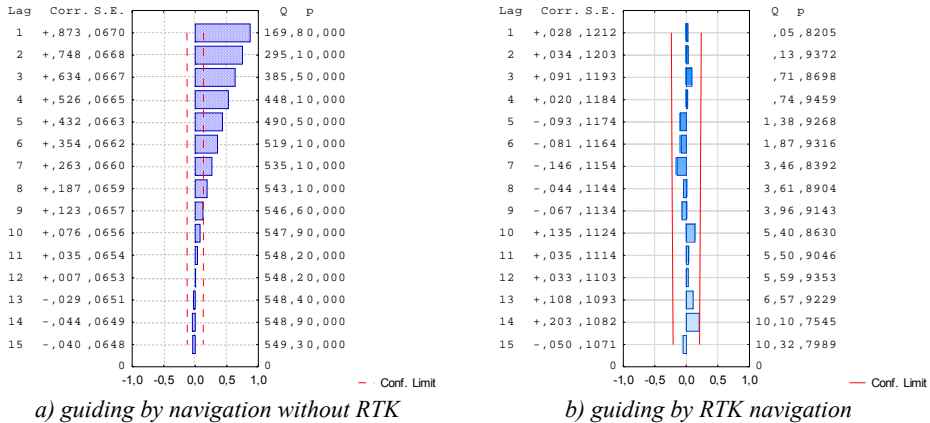 Lag Corr. S.E. Q p
1 +,873 ,0670 169,8 0,000
2 +,748 ,0668 295,1 0,000
3 +,634 ,0667 385,5 0,000
4 +,526 ,0665 448,1 0,000
5 +,432 ,0663 490,5 0,000
6 +,354 ,0662 519,1 0,000
7 +,263 ,0660 535,1 0,000
8 +,187 ,0659 543,1 0,000
9 +,123 ,0657 546,6 0,000
10 +,076 ,0656 547,9 0,000
11 +,035 ,0654 548,2 0,000
12 +,007 ,0653 548,2 0,000
13 -,029 ,0651 548,4 0,000
14 -,044 ,0649 548,9 0,000
15 -,040 ,0648 549,3 0,000
0 0
-1,0 -0,5 0,0 0,5 1,0
Conf. Limit
a) guiding by navigation without RTK
Lag Corr. S.E. Q p
1 +,028 ,1212 ,05 ,8205
2 +,034 ,1203 ,13 ,9372
3 +,091 ,1193 ,71 ,8698
4 +,020 ,1184 ,74 ,9459
5 -,093 ,1174 1,38 ,9268
6 -,081 ,1164 1,87 ,9316
7 -,146 ,1154 3,46 ,8392
8 -,044 ,1144 3,61 ,8904
9 -,067 ,1134 3,96 ,9143
10 +,135 ,1124 5,40 ,8630
11 +,035 ,1114 5,50 ,9046
12 +,033 ,1103 5,59 ,9353
13 +,108 ,1093 6,57 ,9229
14 +,203 ,1082 10,10 ,7545
15 -,050 ,1071 10,32 ,7989
0 0
-1,0 -0,5 0,0 0,5 1,0
Conf. Limit
b) guiding by RTK navigation